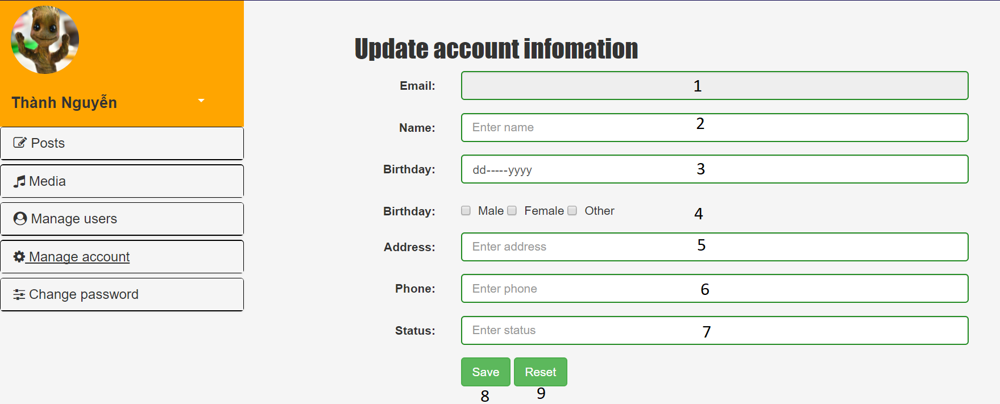 Thành Nguyễn
Posts
Media
Manage users
Manage account
Change password
Update account infomation
Email: 1
Name: Enter name 2
Birthday: dd-----yyyy 3
Birthday: Male Female Other 4
Address: Enter address 5
Phone: Enter phone 6
Status: Enter status 7
Save Reset
8 9